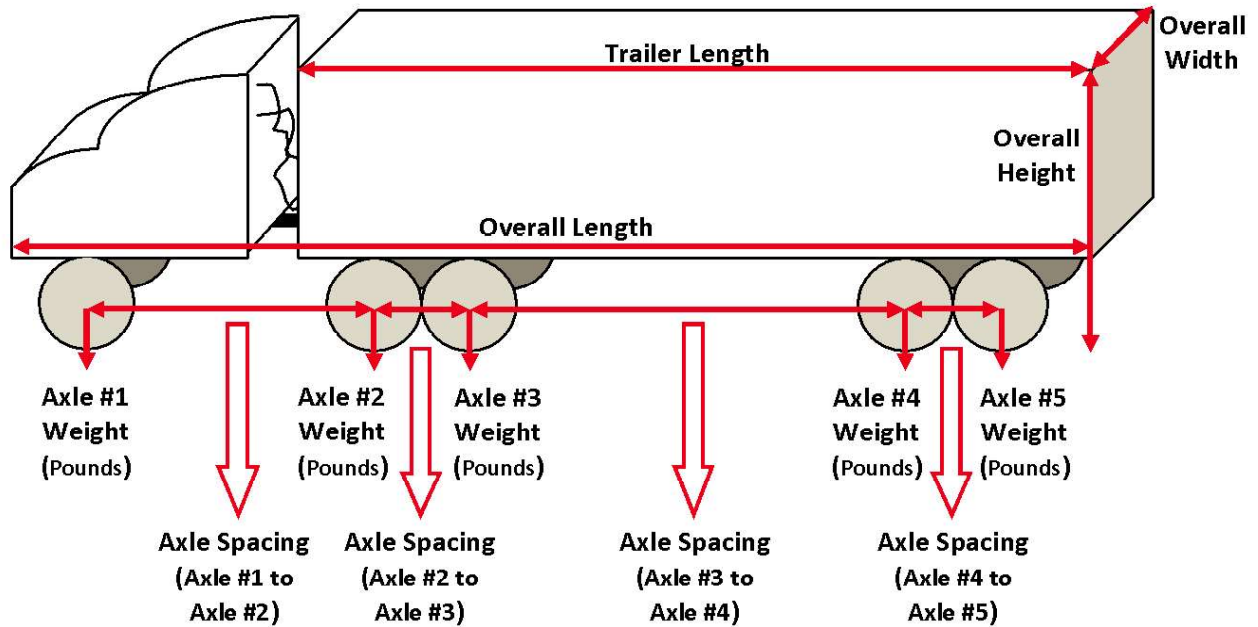 Overall
Width
Trailer Length
Overall
Height
Overall Length
Axle #1
Weight
(Pounds)
Axle #2
Weight
(Pounds)
Axle #3
Weight
(Pounds)
Axle #4
Weight
(Pounds)
Axle #5
Weight
(Pounds)
Axle Spacing
(Axle #1 to
Axle #2)
Axle Spacing
(Axle #2 to
Axle #3)
Axle Spacing
(Axle #3 to
Axle #4)
Axle Spacing
(Axle #4 to
Axle #5)